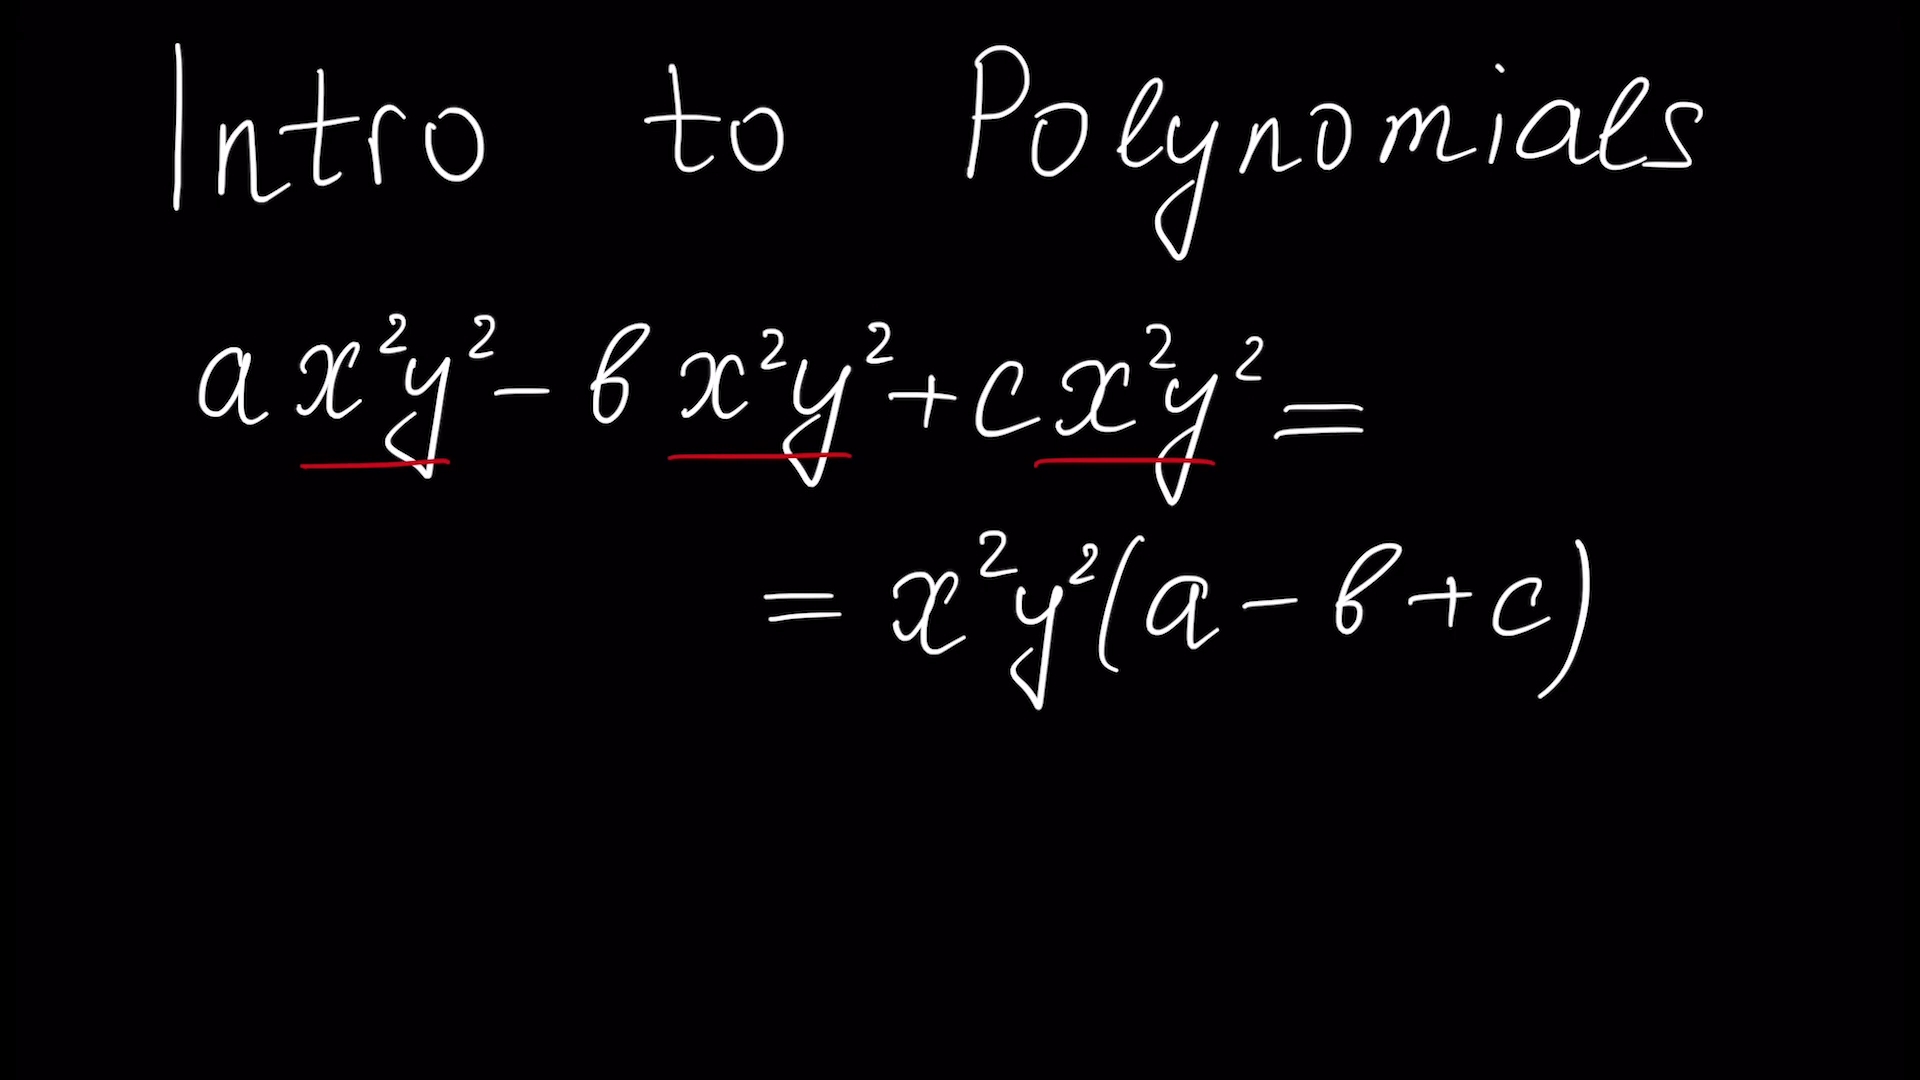 Intro to Polynomials
ax²y² – bx²y² + cx²y² =
= x²y²(a – b + c)